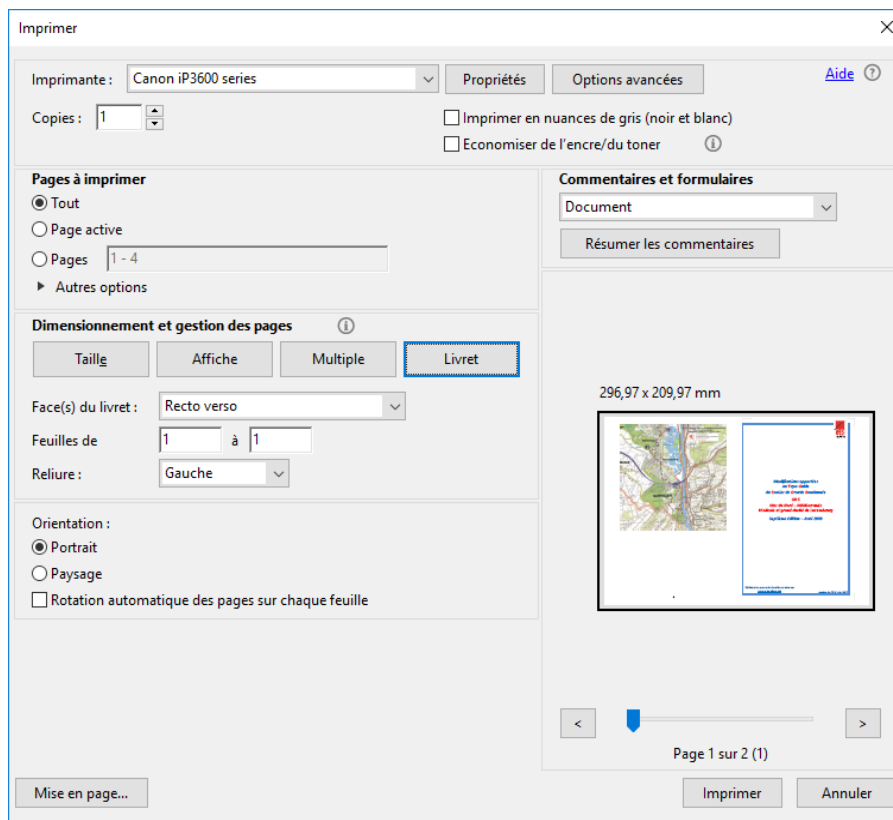 Imprimer
Imprimante : Canon iP3600 series Propriétés Options avancées Aide
Copies : 1 Imprimer en nuances de gris (noir et blanc)
Economiser de l'encre/du toner
Pages à imprimer
Tout
Page active
Pages 1 - 4
Autres options
Commentaires et formulaires
Document
Résumer les commentaires
Dimensionnement et gestion des pages
Taille Affiche Multiple Livret
Face(s) du livret : Recto verso
Feuilles de 1 à 1
Reliure : Gauche
Orientation :
Portrait
Paysage
Rotation automatique des pages sur chaque feuille
296,97 x 209,97 mm
Modifications apportées
< >
Page 1 sur 2 (1)
Mise en page... Imprimer Annuler